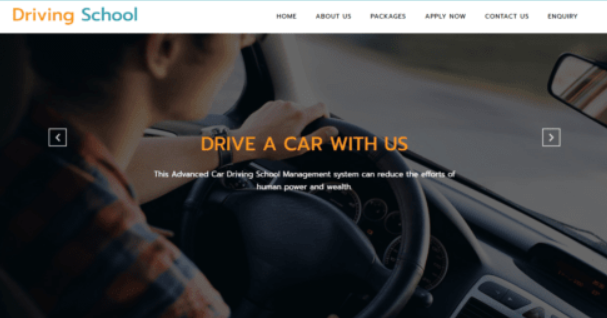 Driving School
HOME ABOUT US PACKAGES APPLY NOW CONTACT US ENQUIRY
DRIVE A CAR WITH US
This Advanced Car Driving School Management system can reduce the efforts of
human power and wealth.